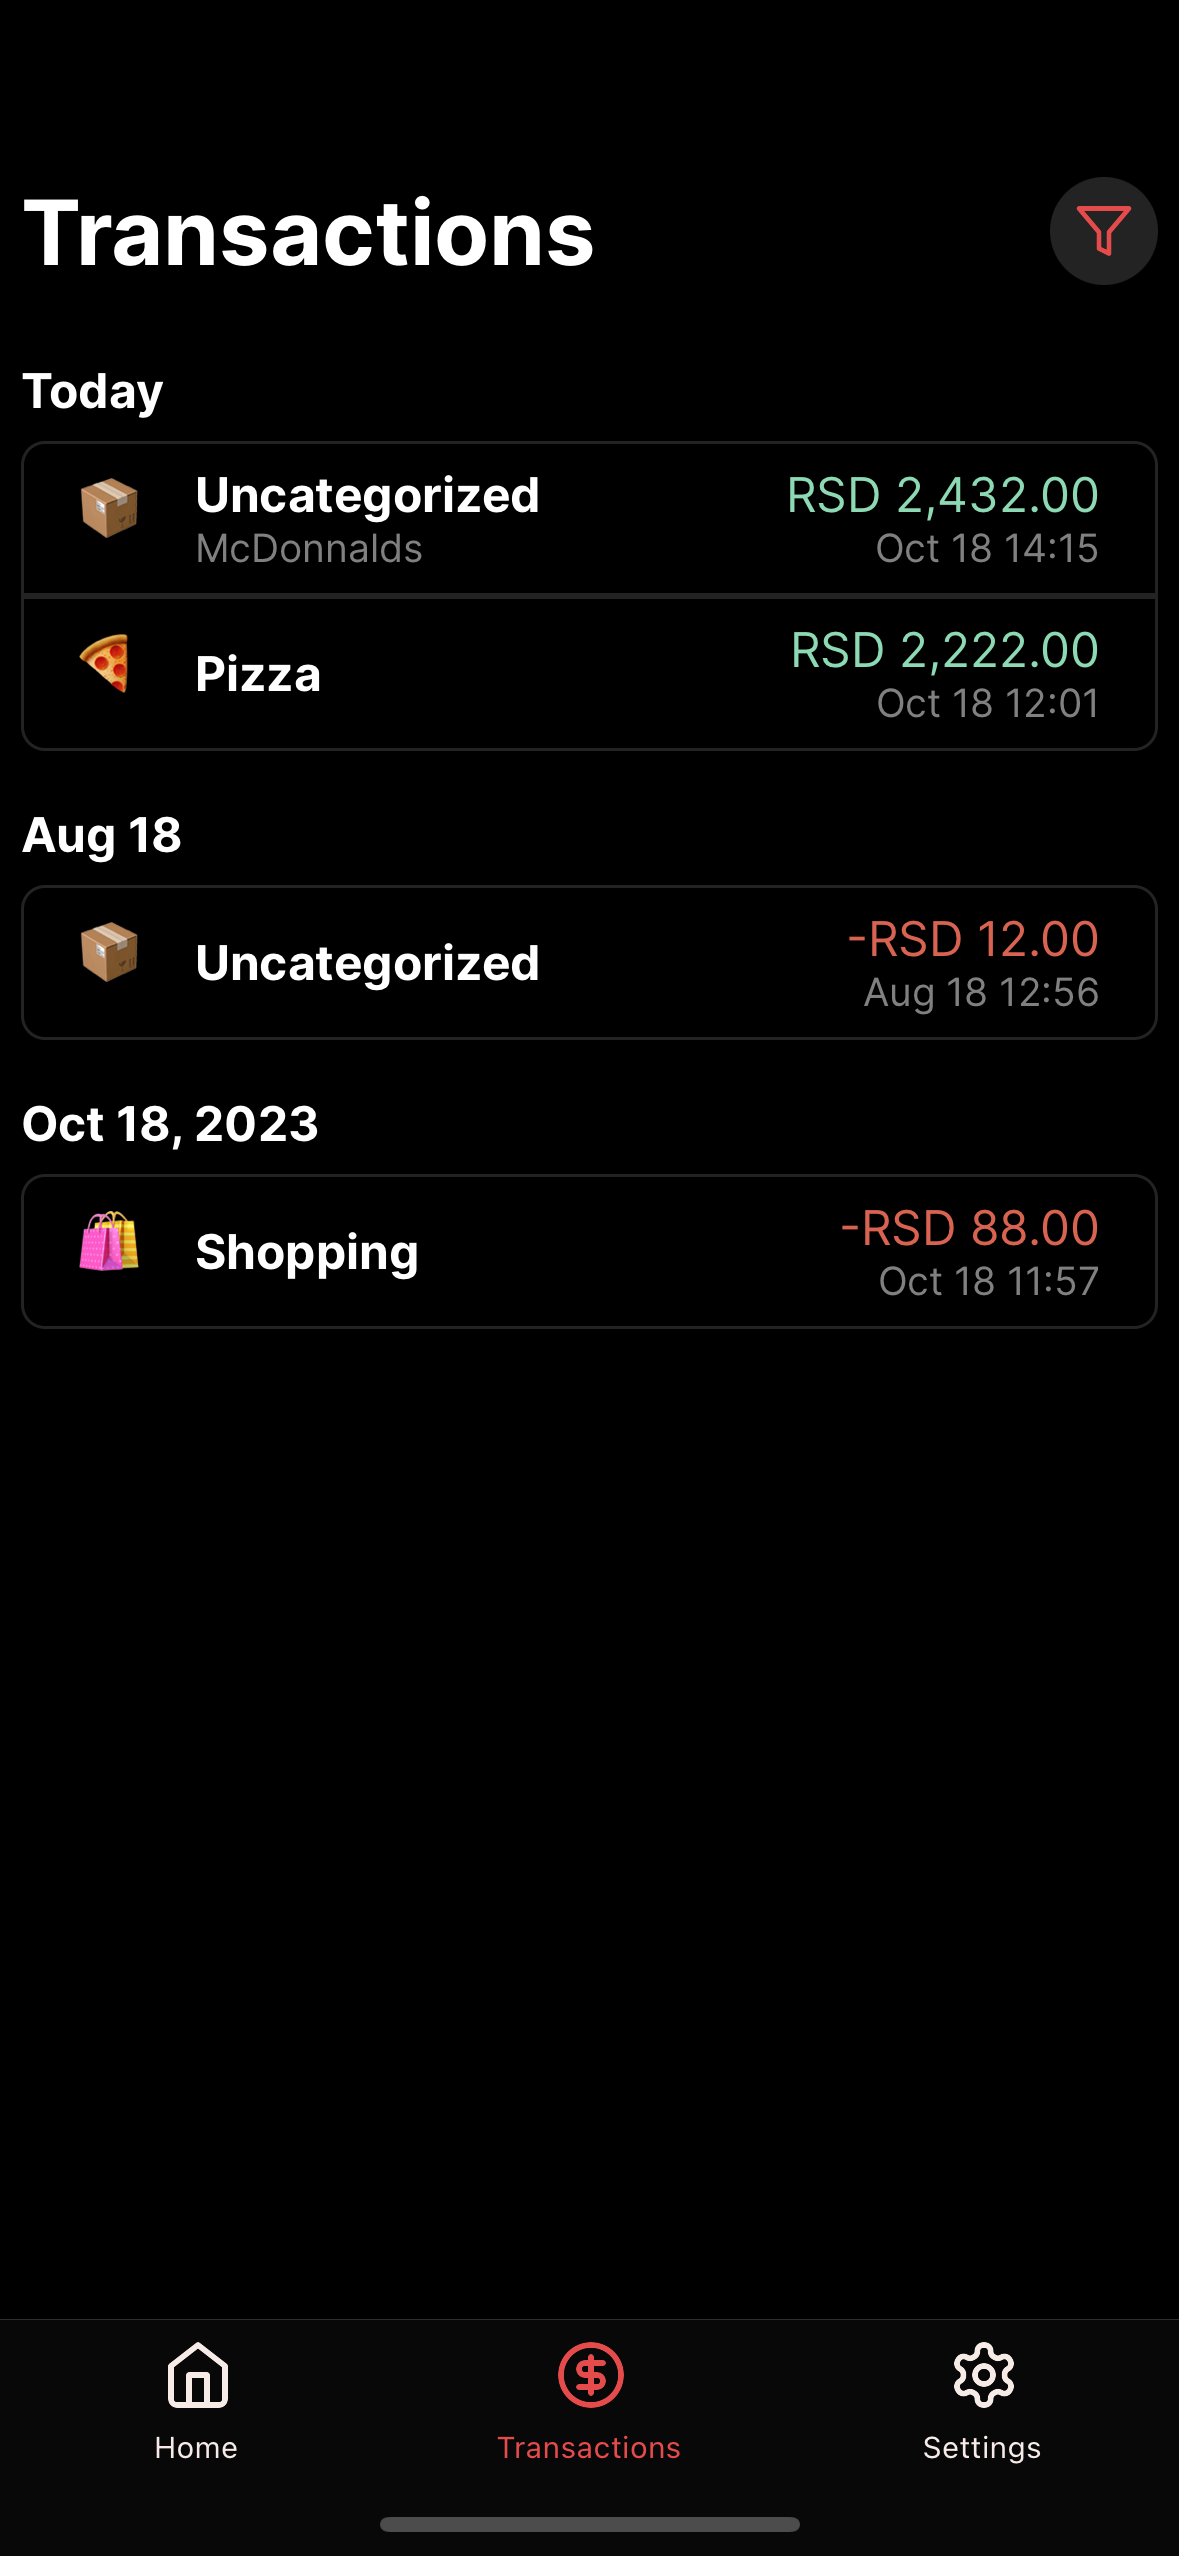 Transactions
Today
Uncategorized
RSD 2,432.00
McDonnalds
Oct 18 14:15
Pizza
RSD 2,222.00
Oct 18 12:01
Aug 18
Uncategorized
-RSD 12.00
Aug 18 12:56
Oct 18, 2023
Shopping
-RSD 88.00
Oct 18 11:57
Home
Transactions
Settings